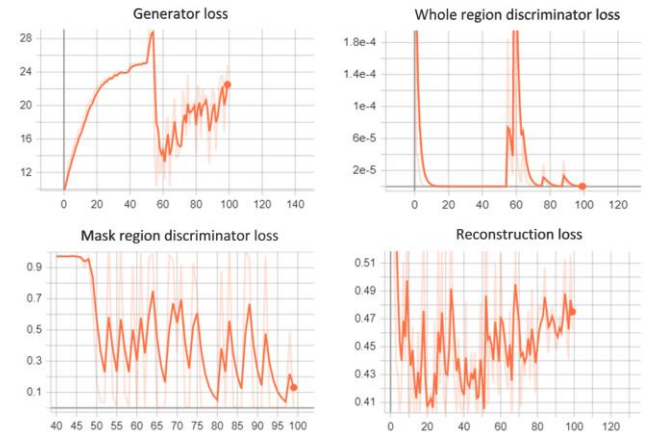 Generator loss
28
24
20
16
12
0 20 40 60 80 100 120 140
Whole region discriminator loss
1.8e-4
1.4e-4
1e-4
6e-5
2e-5
0 20 40 60 80 100 120
Mask region discriminator loss
0.9
0.7
0.5
0.3
0.1
40 45 50 55 60 65 70 75 80 85 90 95 100
Reconstruction loss
0.51
0.49
0.47
0.45
0.43
0.41
0 20 40 60 80 100 120